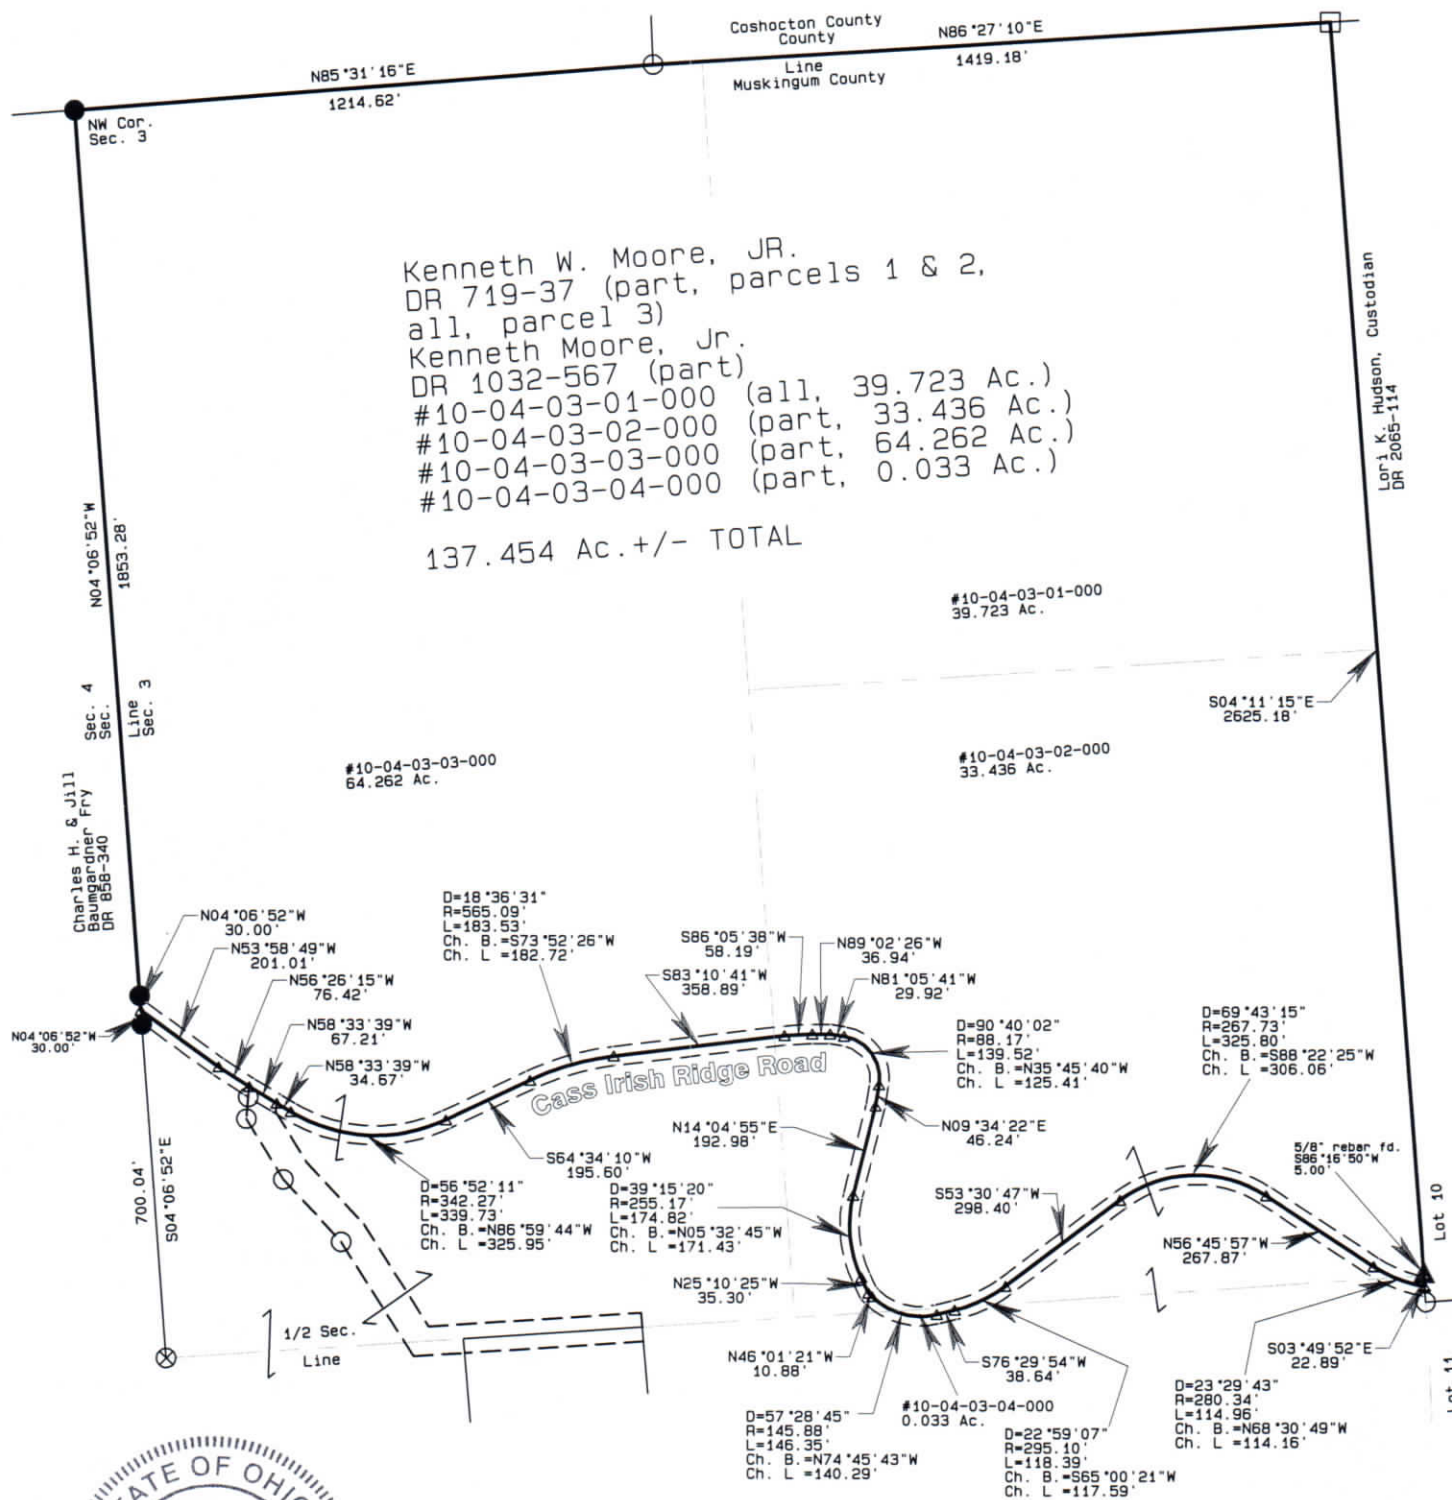 Coshocton County
County
Line
Muskingum County
N85°31'16"E
1214.62'
N86°27'10"E
1419.18'
NW Cor.
Sec. 3
Kenneth W. Moore, JR.
DR 719-37 (part, parcels 1 & 2,
all, parcel 3)
Kenneth Moore, Jr.
DR 1032-567 (part)
#10-04-03-01-000 (all, 39.723 Ac.)
#10-04-03-02-000 (part, 33.436 Ac.)
#10-04-03-03-000 (part, 64.262 Ac.)
#10-04-03-04-000 (part, 0.033 Ac.)
137.454 Ac.+/- TOTAL
Lori K. Hudson, Custodian
DR 2065-114
N04°06'52"W
1853.28'
Sec. 4
Sec.
Line
Sec. 3
#10-04-03-01-000
39.723 Ac.
S04°11'15"E
2625.18'
#10-04-03-03-000
64.262 Ac.
#10-04-03-02-000
33.436 Ac.
Charles H. & Jill
Baumgardner Fry
DR 858-340
N04°06'52"W
30.00'
N53°58'49"W
201.01'
N56°26'15"W
76.42'
N58°33'39"W
67.21'
N58°33'39"W
34.67'
N04°06'52"W
30.00'
D=18°36'31"
R=565.09'
L=183.53'
Ch. B.=S73°52'26"W
Ch. L =182.72'
S86°05'38"W
58.19'
S83°10'41"W
358.89'
N89°02'26"W
36.94'
N81°05'41"W
29.92'
D=90°40'02"
R=88.17'
L=139.52'
Ch. B.=N35°45'40"W
Ch. L =125.41'
D=69°43'15"
R=267.73'
L=325.80'
Ch. B.=S88°22'25"W
Ch. L =306.06'
Cass Irish Ridge Road
N14°04'55"E
192.98'
N09°34'22"E
46.24'
S64°34'10"W
195.60'
D=56°52'11"
R=342.27'
L=339.73'
Ch. B.=N86°59'44"W
Ch. L =325.95'
D=39°15'20"
R=255.17'
L=174.82'
Ch. B.=N05°32'45"W
Ch. L =171.43'
S53°30'47"W
298.40'
5/8" rebar fd.
S86°16'50"W
5.00'
N56°45'57"W
267.87'
Lot 10
700.04'
S04°06'52"E
N25°10'25"W
35.30'
1/2 Sec.
Line
N46°01'21"W
10.88'
S76°29'54"W
38.64'
S03°49'52"E
22.89'
Lot 11
D=57°28'45"
R=145.88'
L=146.35'
Ch. B.=N74°45'43"W
Ch. L =140.29'
#10-04-03-04-000
0.033 Ac.
D=22°59'07"
R=295.10'
L=118.39'
Ch. B.=S65°00'21"W
Ch. L =117.59'
D=23°29'43"
R=280.34'
L=114.96'
Ch. B.=N68°30'49"W
Ch. L =114.16'
STATE OF OHIO